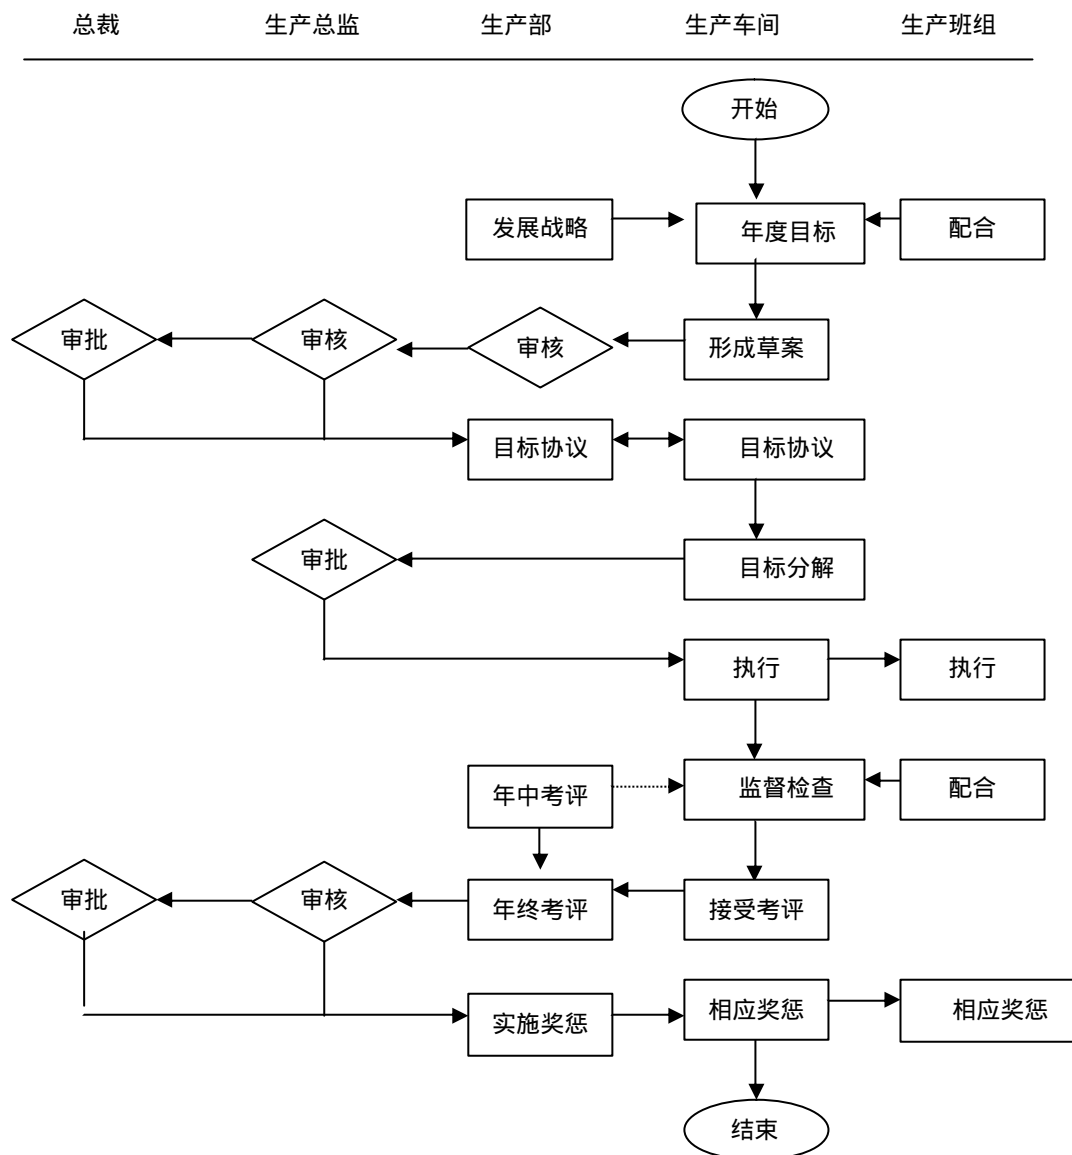 总裁
生产总监
生产部
生产车间
生产班组
开始
发展战略
年度目标
配合
审批
审核
审核
形成草案
目标协议
目标协议
审批
目标分解
执行
执行
年中考评
监督检查
配合
审批
审核
年终考评
接受考评
实施奖惩
相应奖惩
相应奖惩
结束